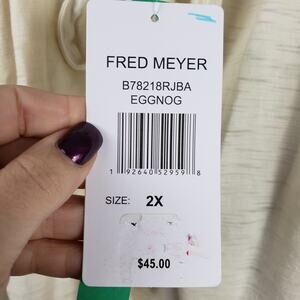 FRED MEYER
B78218RJBA
EGGNOG
1 92640 52959 8
SIZE: 2X
$45.00